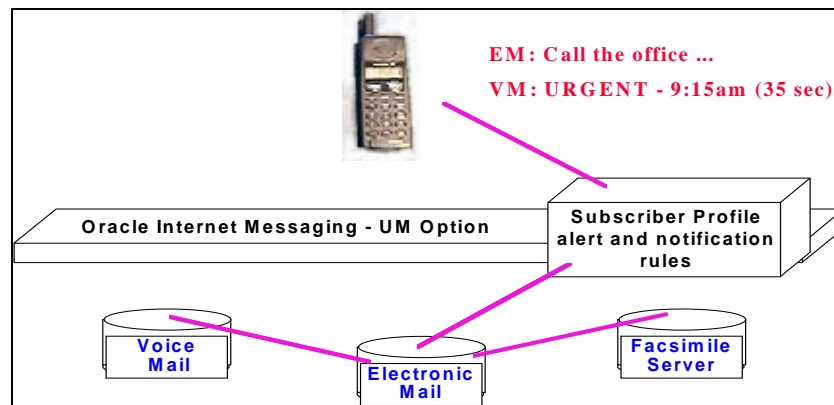 EM: Call the office ...
VM: URGENT - 9:15am (35 sec)
Oracle Internet Messaging - UM Option
Subscriber Profile
alert and notification
rules
Voice
Mail
Electronic
Mail
Facsimile
Server